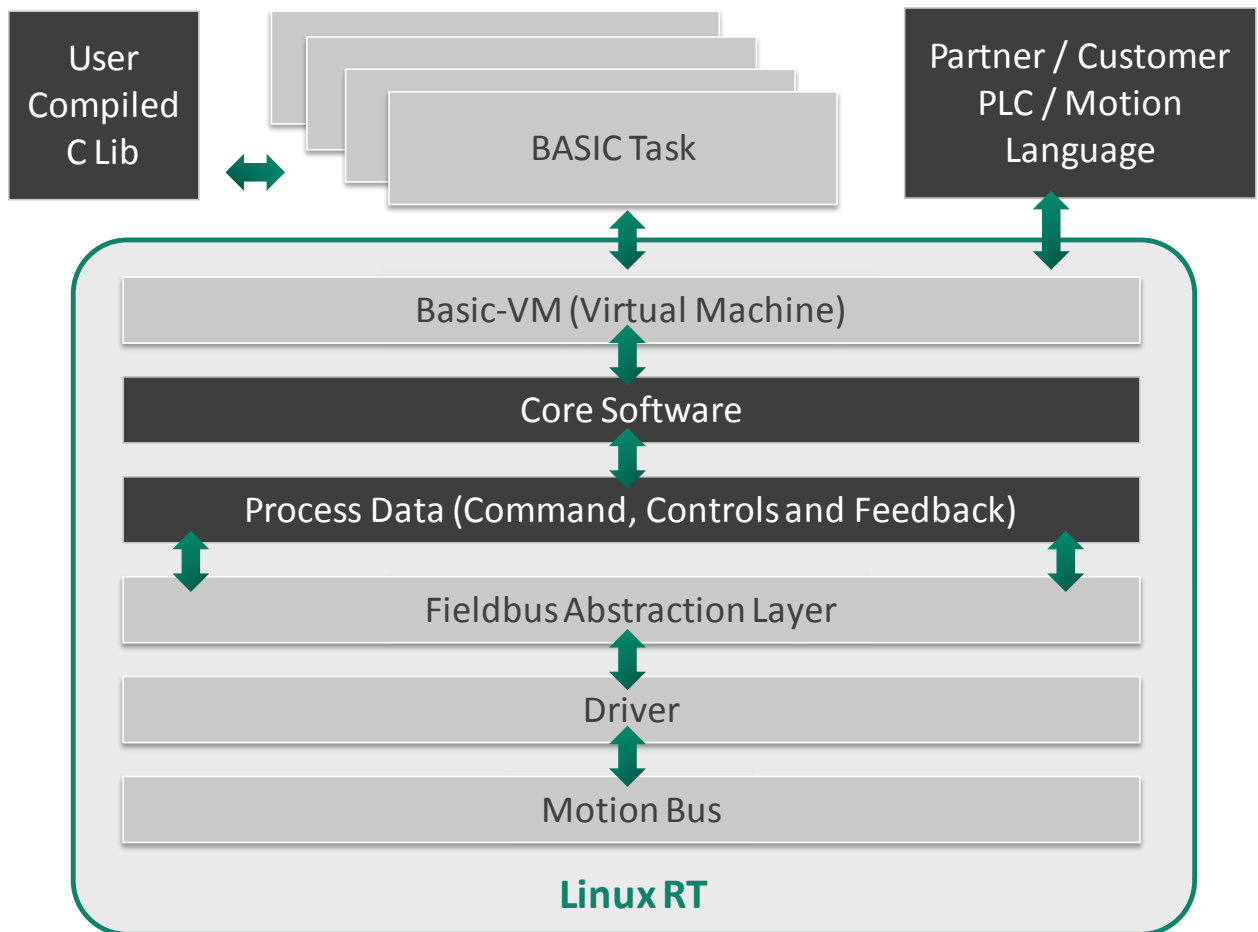 User
Compiled
C Lib
BASIC Task
Partner / Customer
PLC / Motion
Language
Basic-VM (Virtual Machine)
Core Software
Process Data (Command, Controls and Feedback)
Fieldbus Abstraction Layer
Driver
Motion Bus
Linux RT